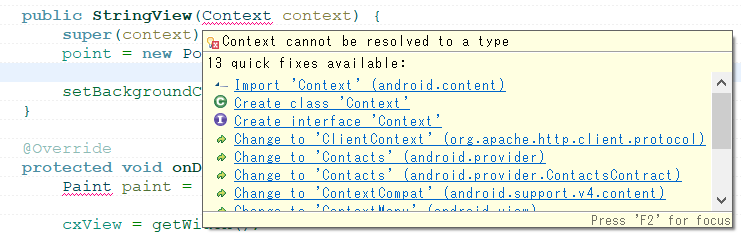 public StringView(Context context) {
super(context)
Context cannot be resolved to a type
point = new Po
13 quick fixes available:
Import 'Context' (android.content)
setBackgroundC
Create class 'Context'
}
Create interface 'Context'
Change to 'ClientContext' (org.apache.http.client.protocol)
@Override
Change to 'Contacts' (android.provider)
protected void onD
Change to 'Contacts' (android.provider.ContactsContract)
Paint paint =
Change to 'ContextCompat' (android.support.v4.content)
Change to 'ContextMenu' (android.view)
cxView = getWidth();
Press 'F2' for focus